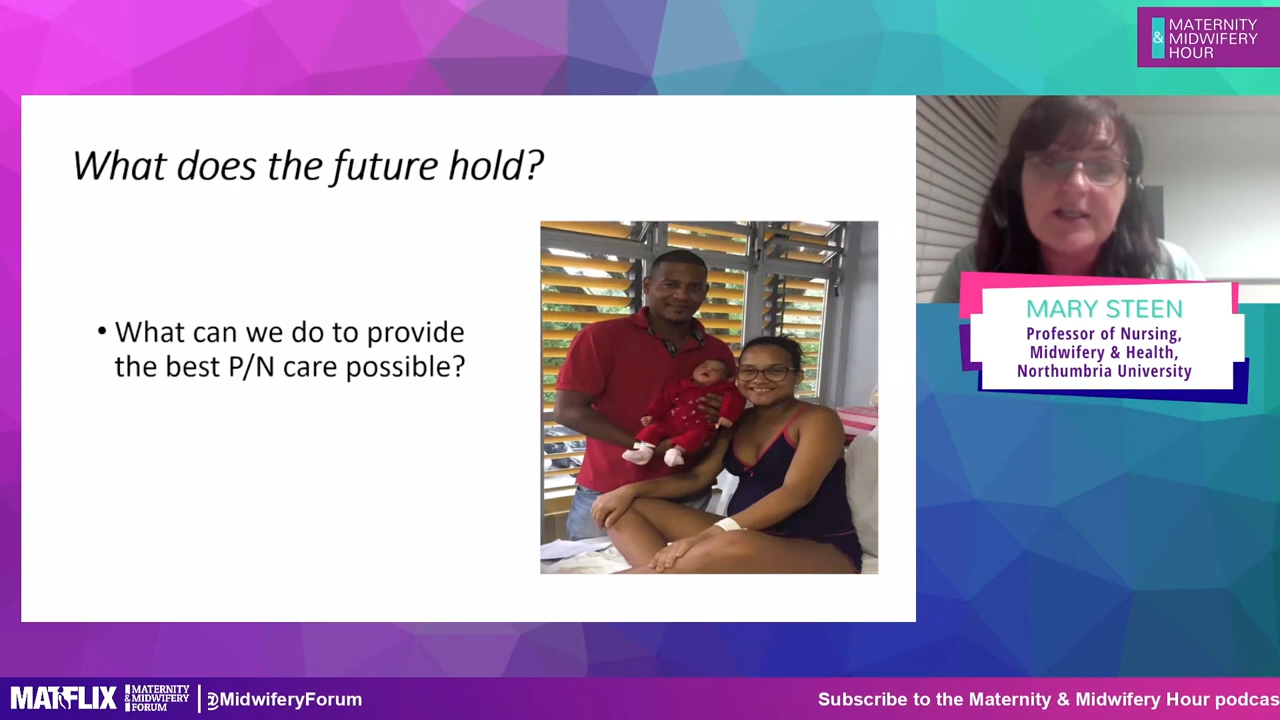 MATERNITY
& MIDWIFERY
HOUR
What does the future hold?
• What can we do to provide
the best P/N care possible?
MARY STEEN
Professor of Nursing,
Midwifery & Health,
Northumbria University
MATFLIX
MATERNITY
& MIDWIFERY
FORUM
@MidwiferyForum
Subscribe to the Maternity & Midwifery Hour podcas